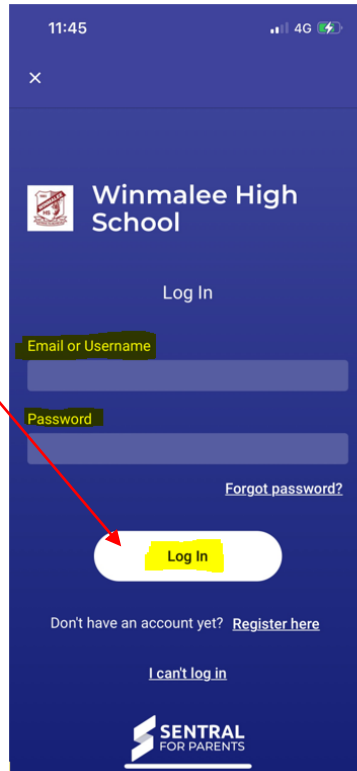 11:45
4G
×
Winmalee High
School
Log In
Email or Username
Password
Forgot password?
Log In
Don't have an account yet? Register here
I can't log in
SENTRAL
FOR PARENTS